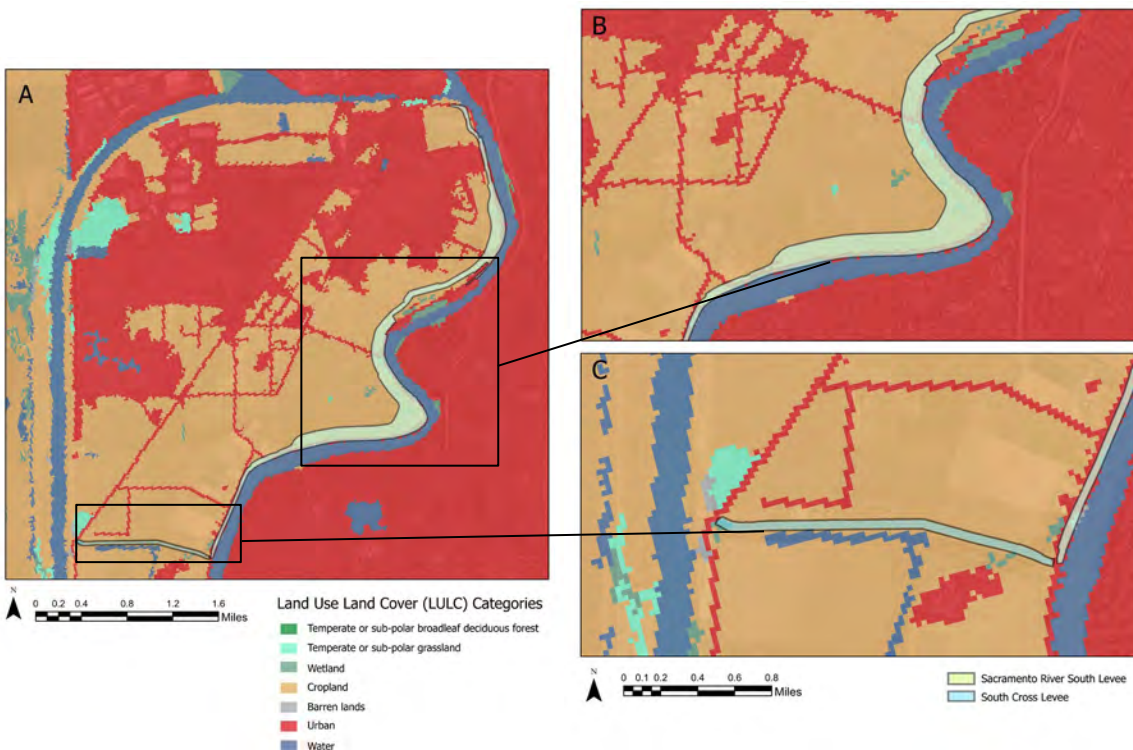 A
B
C
N
0 0.2 0.4 0.8 1.2 1.6
Miles
Land Use Land Cover (LULC) Categories
Temperate or sub-polar broadleaf deciduous forest
Temperate or sub-polar grassland
Wetland
Cropland
Barren lands
Urban
Water
N
0 0.1 0.2 0.4 0.6 0.8
Miles
Sacramento River South Levee
South Cross Levee